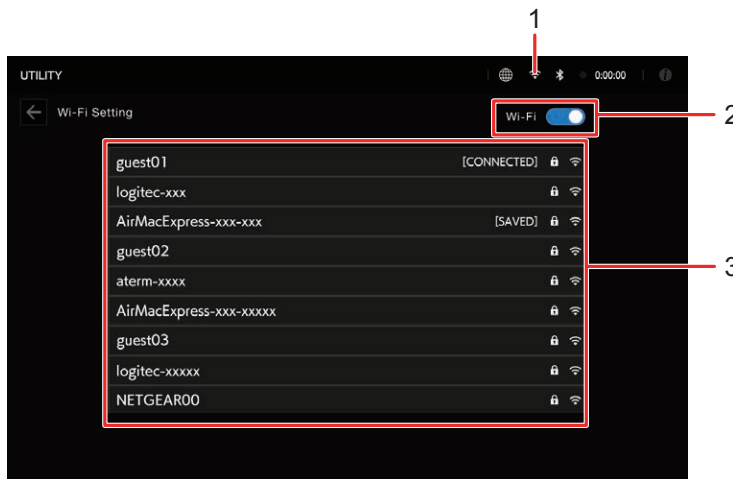 1
UTILITY 0:00:00
Wi-Fi Setting Wi-Fi 2
guest01 [CONNECTED]
logitec-xxx
AirMacExpress-xxx-xxx [SAVED]
guest02
aterm-xxxx 3
AirMacExpress-xxx-xxxxx
guest03
logitec-xxxxx
NETGEAR00